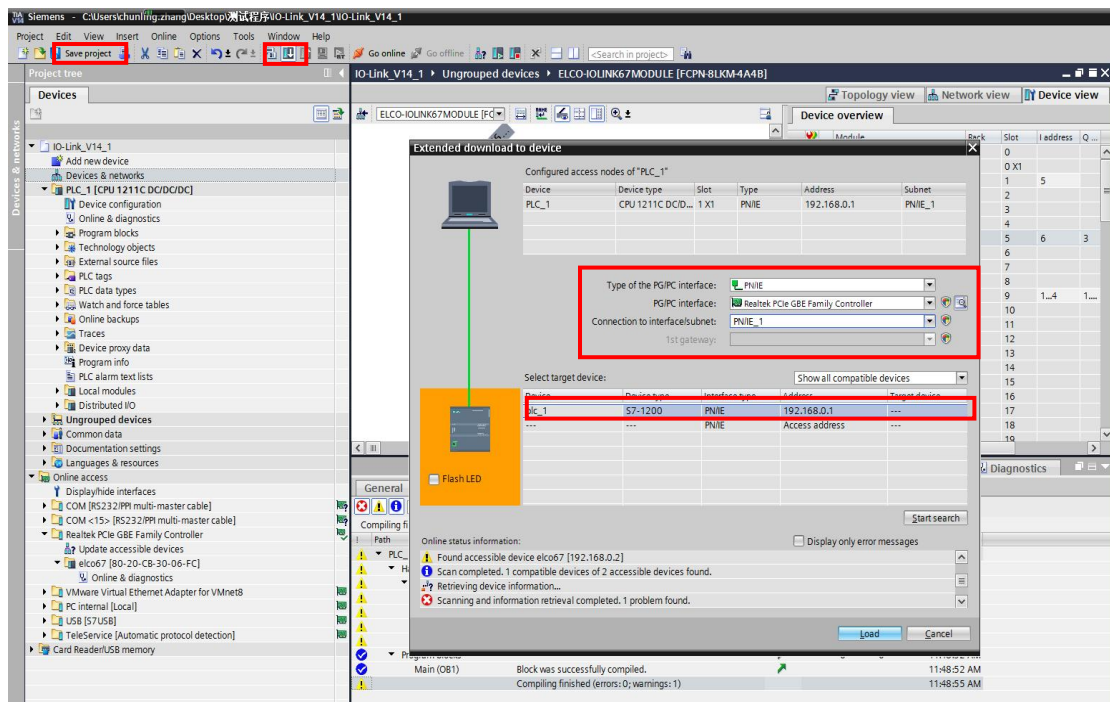 Siemens - C:\Users\chunling.zhang\Desktop\测试程序\IO-Link_V14_1\IO-Link_V14_1
Project Edit View Insert Online Options Tools Window Help
Save project Go online Go offline <Search in project>
Project tree
IO-Link_V14_1 Ungrouped devices ELCO-IOLINK67MODULE [FCPN-8LKM-4A4B]
Devices
Topology view Network view Device view
ELCO-IOLINK67MODULE [FC
Device overview
Module Rack Slot I address Q ...
Devices & networks
IO-Link_V14_1
Add new device
Devices & networks
PLC_1 [CPU 1211C DC/DC/DC]
Device configuration
Online & diagnostics
Program blocks
Technology objects
External source files
PLC tags
PLC data types
Watch and force tables
Online backups
Traces
Device proxy data
Program info
PLC alarm text lists
Local modules
Distributed I/O
Ungrouped devices
Common data
Documentation settings
Languages & resources
Online access
Display/hide interfaces
COM [RS232/PPI multi-master cable]
COM <15> [RS232/PPI multi-master cable]
Realtek PCIe GBE Family Controller
Update accessible devices
elco67 [80-20-CB-30-06-FC]
Online & diagnostics
VMware Virtual Ethernet Adapter for VMnet8
PC internal [Local]
USB [S7USB]
TeleService [Automatic protocol detection]
Card Reader/USB memory
Extended download to device
Configured access nodes of "PLC_1"
Device Device type Slot Type Address Subnet
PLC_1 CPU 1211C DC/D... 1 X1 PN/IE 192.168.0.1 PN/IE_1
Type of the PG/PC interface: PN/IE
PG/PC interface: Realtek PCIe GBE Family Controller
Connection to interface/subnet: PN/IE_1
1st gateway:
Select target device: Show all compatible devices
Device Device type Interface type Address Target device
plc_1 S7-1200 PN/IE 192.168.0.1 ---
--- --- PN/IE Access address ---
Flash LED
Start search
Online status information:
Display only error messages
Found accessible device elco67 [192.168.0.2]
Scan completed. 1 compatible devices of 2 accessible devices found.
Retrieving device information...
Scanning and information retrieval completed. 1 problem found.
Load Cancel
0
0 X1
1 5
2
3
4
5 6 3
6
7
8
9 1...4 1....
10
11
12
13
14
15
16
17
18
19
Diagnostics
General
Compiling fi
! Path
PLC_
Ha
Program blocks 11:48:52 AM
Main (OB1) Block was successfully compiled. 11:48:52 AM
Compiling finished (errors: 0; warnings: 1) 11:48:55 AM